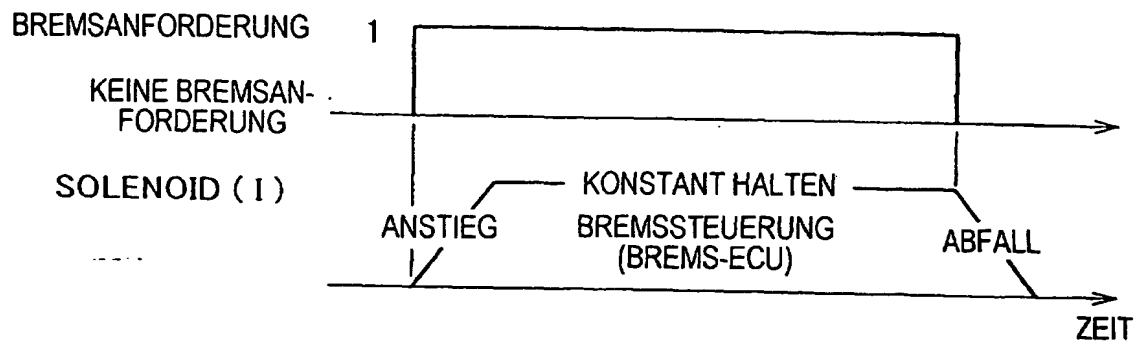 BREMSANFORDERUNG 1
KEINE BREMSAN-
FORDERUNG
SOLENOID (I)
KONSTANT HALTEN
ANSTIEG
BREMSSTEUERUNG
(BREMS-ECU)
ABFALL
ZEIT